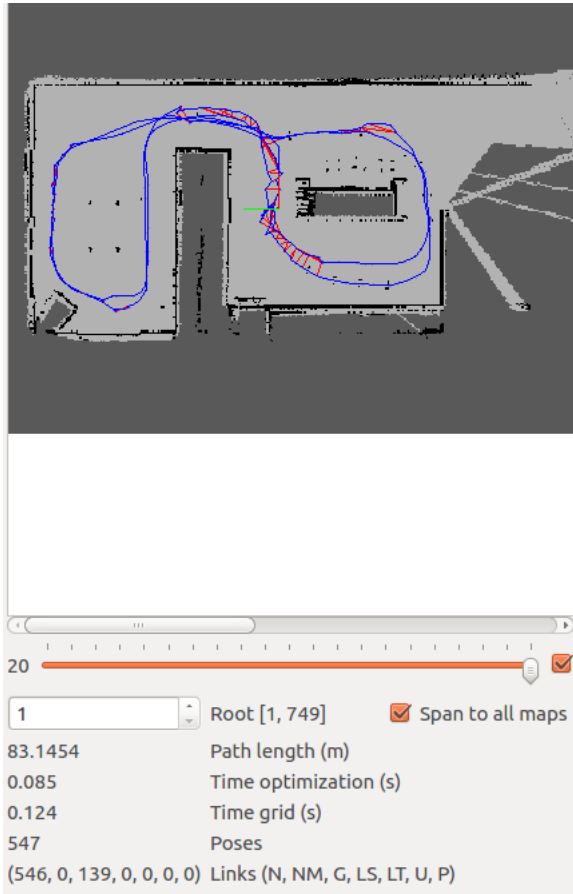 20
1 Root [1, 749] Span to all maps
83.1454 Path length (m)
0.085 Time optimization (s)
0.124 Time grid (s)
547 Poses
(546, 0, 139, 0, 0, 0, 0) Links (N, NM, G, LS, LT, U, P)